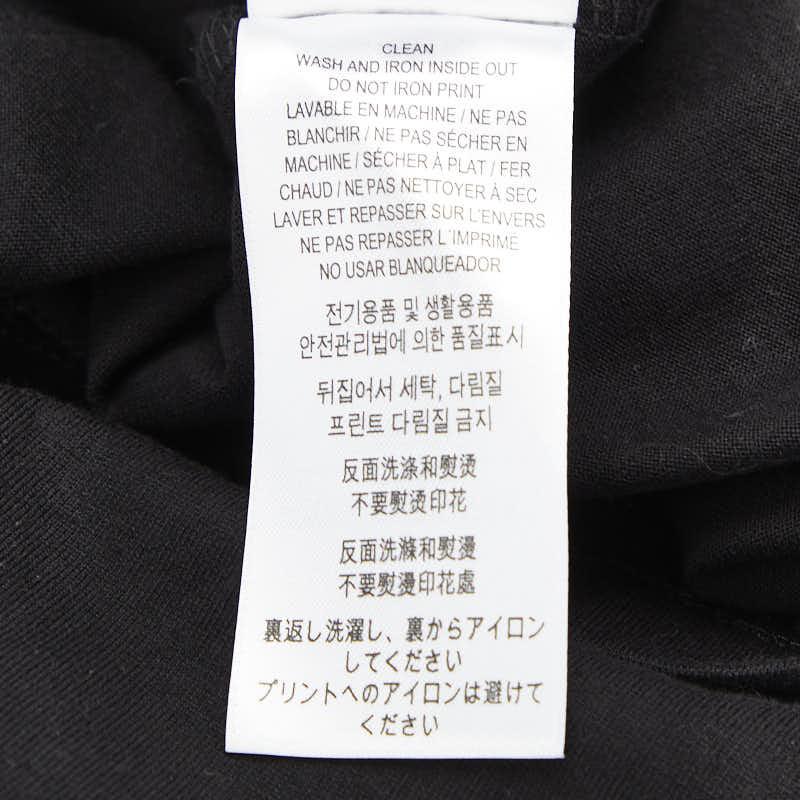 CLEAN
WASH AND IRON INSIDE OUT
DO NOT IRON PRINT
LAVABLE EN MACHINE / NE PAS
BLANCHIR / NE PAS SÉCHER EN
MACHINE / SÉCHER À PLAT / FER
CHAUD / NE PAS NETTOYER À SEC
LAVER ET REPASSER SUR L'ENVERS
NE PAS REPASSER L'IMPRIMÉ
NO USAR BLANQUEADOR
전기용품 및 생활용품
안전관리법에 의한 품질표시
뒤집어서 세탁, 다림질
프린트 다림질 금지
反面洗涤和熨烫
不要熨烫印花
反面洗滌和熨燙
不要熨燙印花處
裏返し洗濯し、裏からアイロン
してください
プリントへのアイロンは避けて
ください